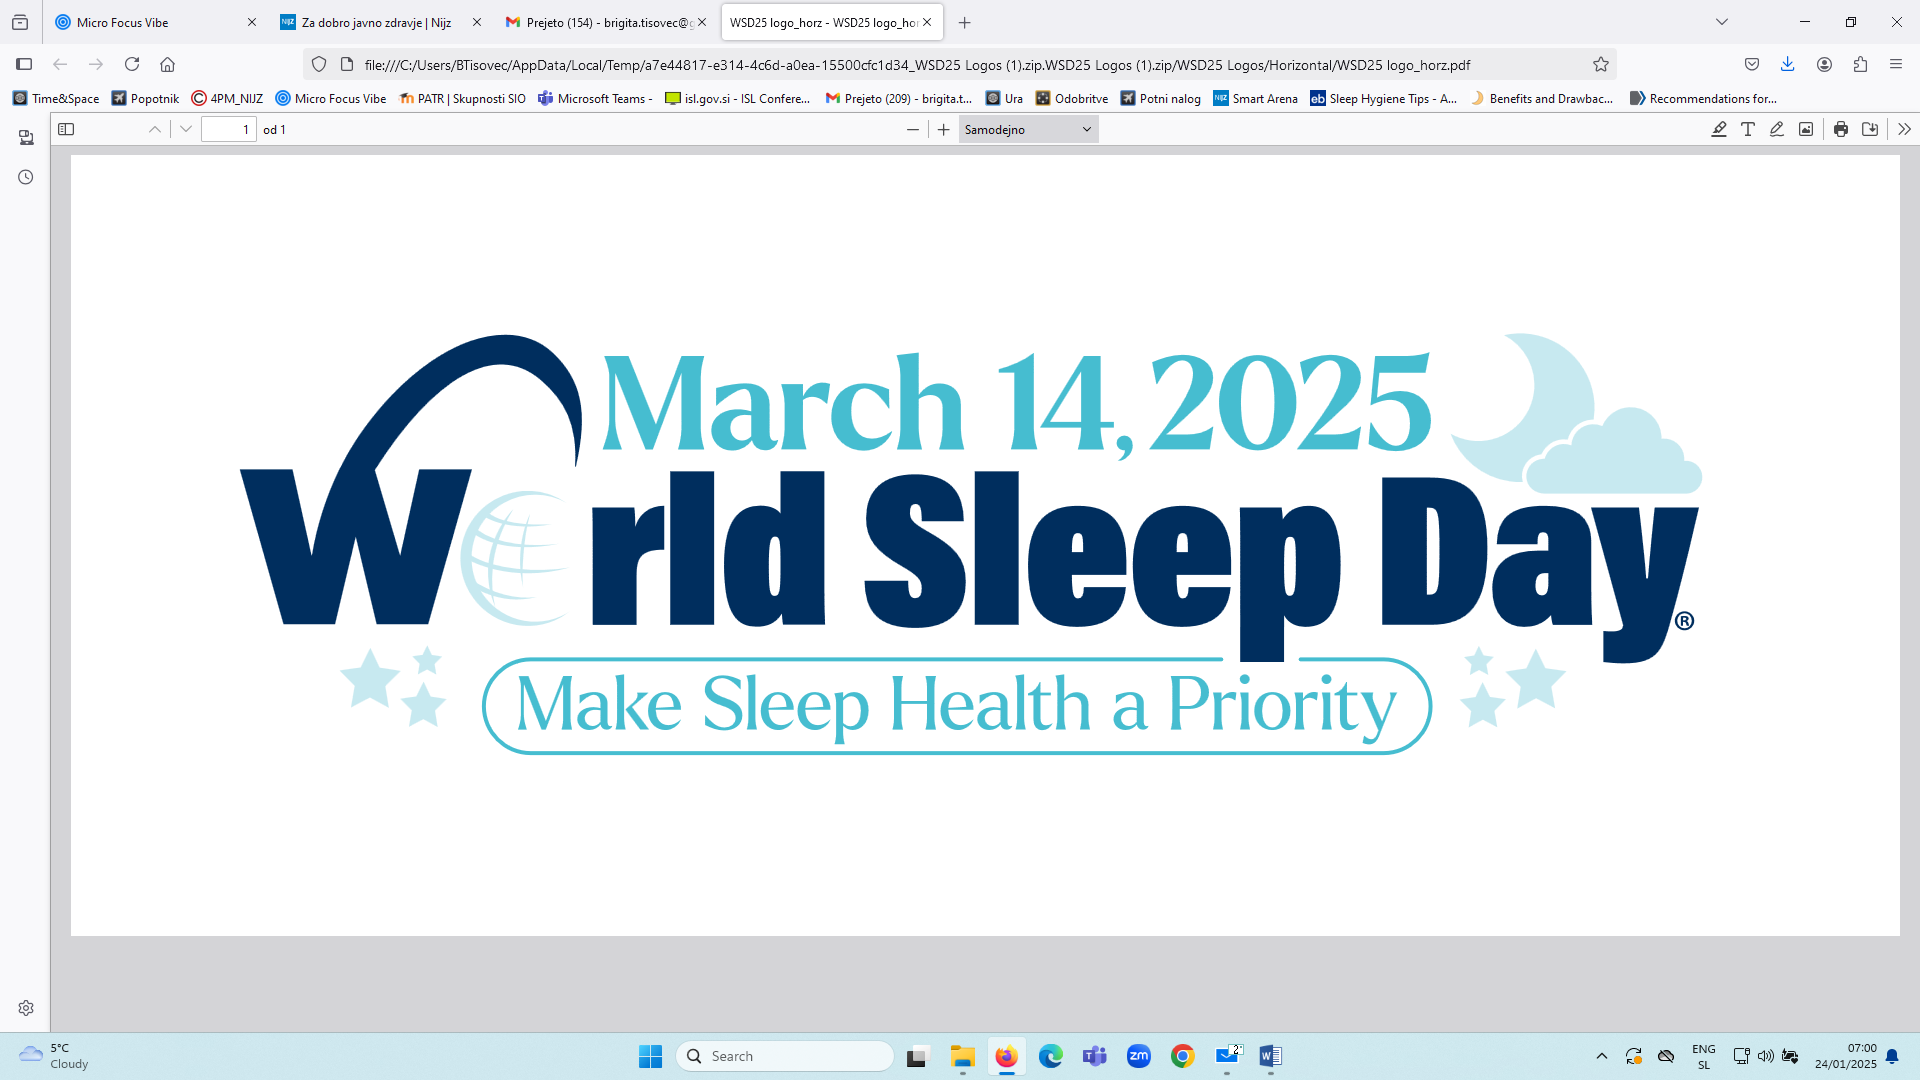 Micro Focus Vibe
Za dobro javno zdravje | Nijz
Prejeto (154) - brigita.tisovec@g
WSD25 logo_horz - WSD25 logo_hor
file:///C:/Users/BTisovec/AppData/Local/Temp/a7e44817-e314-4c6d-a0ea-15500cfc1d34_WSD25 Logos (1).zip.WSD25 Logos (1).zip/WSD25 Logos/Horizontal/WSD25 logo_horz.pdf
Time&Space
Popotnik
4PM_NIJZ
Micro Focus Vibe
PATR | Skupnosti SIO
Microsoft Teams -
isl.gov.si - ISL Confere...
Prejeto (209) - brigita.t...
Ura
Odobritve
Potni nalog
Smart Arena
Sleep Hygiene Tips - A...
Benefits and Drawbac...
Recommendations for...
1 od 1
Samodejno
March 14, 2025
World Sleep Day®
Make Sleep Health a Priority
5°C
Cloudy
Search
ENG
SL
07:00
24/01/2025